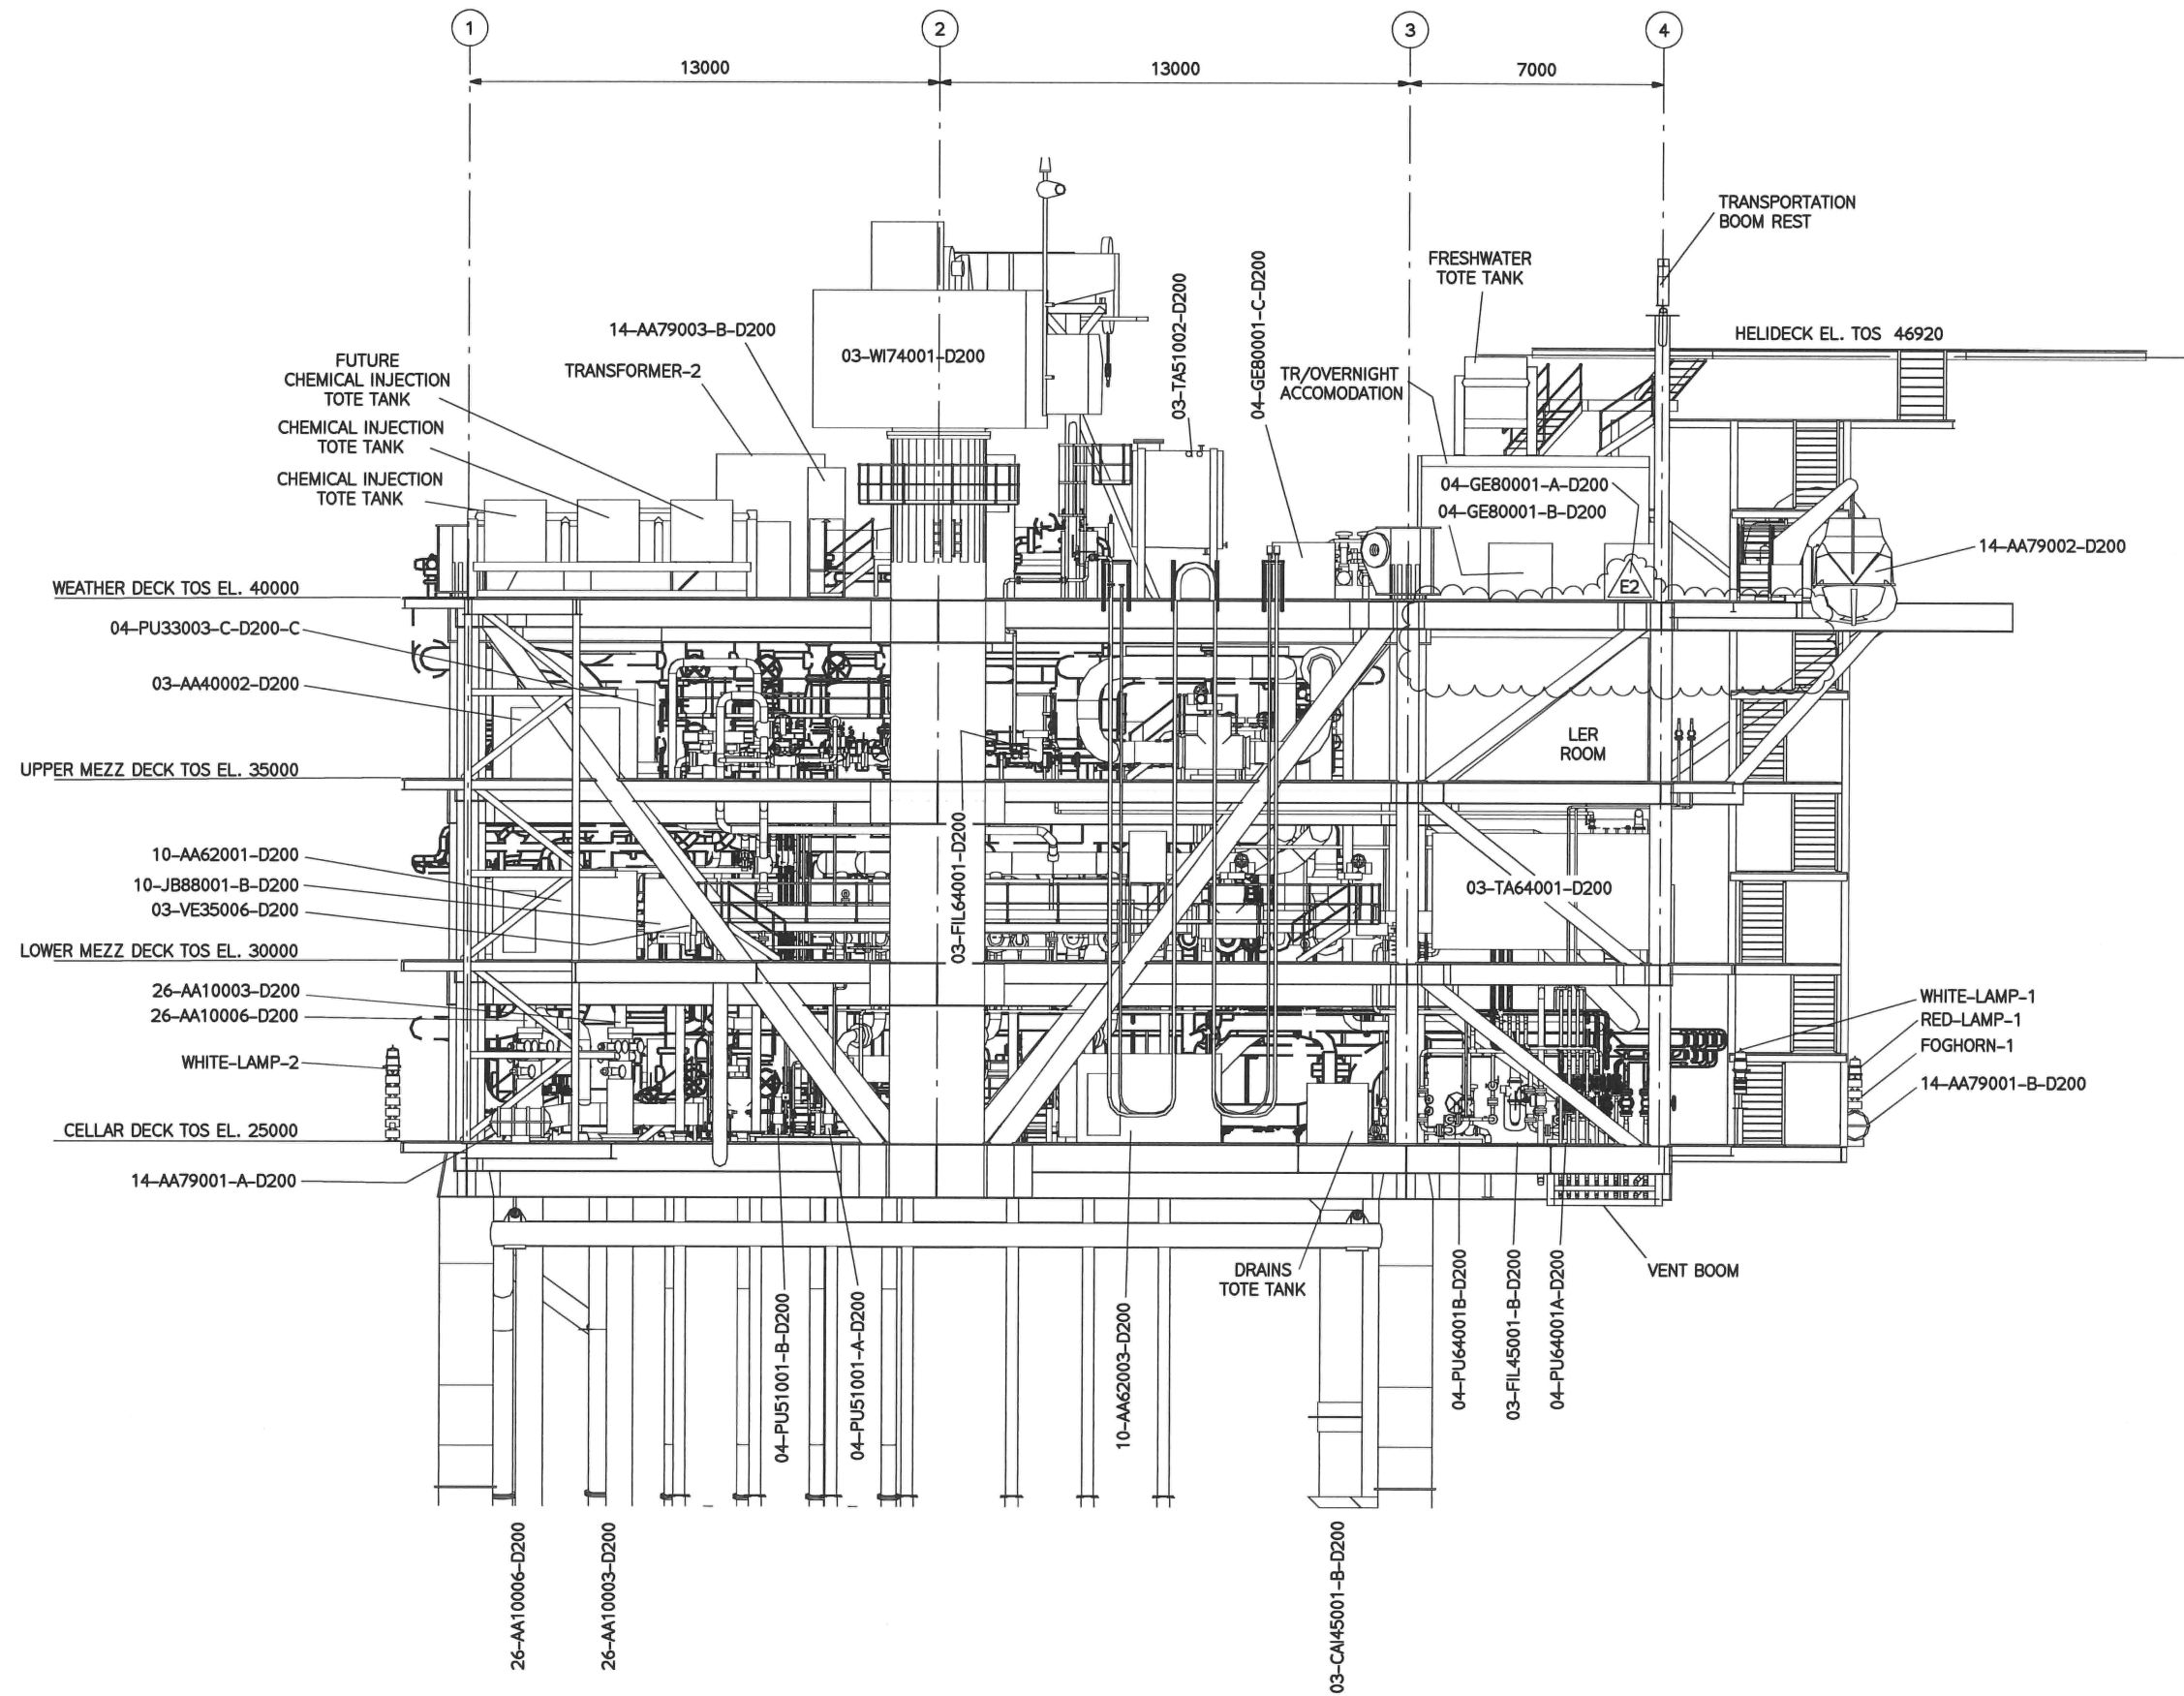 1
2
3
4
13000
13000
7000
TRANSPORTATION
BOOM REST
FRESHWATER
TOTE TANK
HELIDECK EL. TOS 46920
14-AA79003-B-D200
03-WI74001-D200
03-TA51002-D200
04-GE80001-C-D200
FUTURE
CHEMICAL INJECTION
TOTE TANK
TRANSFORMER-2
TR/OVERNIGHT
ACCOMODATION
CHEMICAL INJECTION
TOTE TANK
CHEMICAL INJECTION
TOTE TANK
04-GE80001-A-D200
04-GE80001-B-D200
14-AA79002-D200
E2
WEATHER DECK TOS EL. 40000
04-PU33003-C-D200-C
03-AA40002-D200
LER
ROOM
UPPER MEZZ DECK TOS EL. 35000
03-FIL64001-D200
10-AA62001-D200
10-JB88001-B-D200
03-VE35006-D200
03-TA64001-D200
LOWER MEZZ DECK TOS EL. 30000
26-AA10003-D200
26-AA10006-D200
WHITE-LAMP-2
WHITE-LAMP-1
RED-LAMP-1
FOGHORN-1
14-AA79001-B-D200
CELLAR DECK TOS EL. 25000
14-AA79001-A-D200
DRAINS
TOTE TANK
VENT BOOM
04-PU51001-B-D200
04-PU51001-A-D200
10-AA62003-D200
04-PU64001B-D200
03-FIL45001-B-D200
04-PU64001A-D200
26-AA10006-D200
26-AA10003-D200
03-CAI45001-B-D200